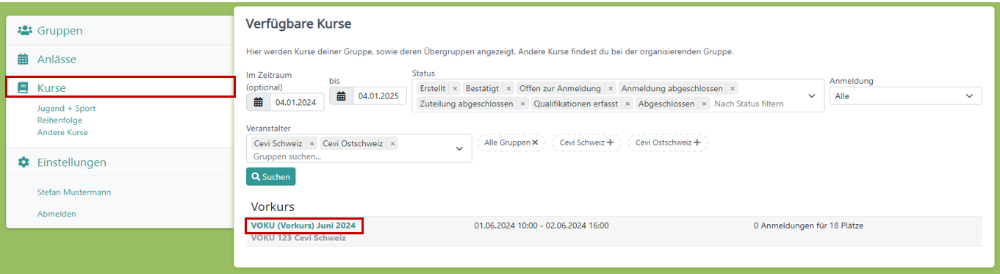 Gruppen
Anlässe
Kurse
Jugend + Sport
Reihenfolge
Andere Kurse
Einstellungen
Stefan Mustermann
Abmelden
Verfügbare Kurse
Hier werden Kurse deiner Gruppe, sowie deren Übergruppen angezeigt. Andere Kurse findest du bei der organisierenden Gruppe.
Im Zeitraum
(optional)
04.01.2024
bis
04.01.2025
Status
Erstellt × Bestätigt × Offen zur Anmeldung × Anmeldung abgeschlossen ×
Zuteilung abgeschlossen × Qualifikationen erfasst × Abgeschlossen × Nach Status filtern
Anmeldung
Alle
Veranstalter
Cevi Schweiz × Cevi Ostschweiz ×
Gruppen suchen...
Alle Gruppen × Cevi Schweiz + Cevi Ostschweiz +
Suchen
Vorkurs
VOKU (Vorkurs) Juni 2024 01.06.2024 10:00 - 02.06.2024 16:00 0 Anmeldungen für 18 Plätze
VOKU 123 Cevi Schweiz